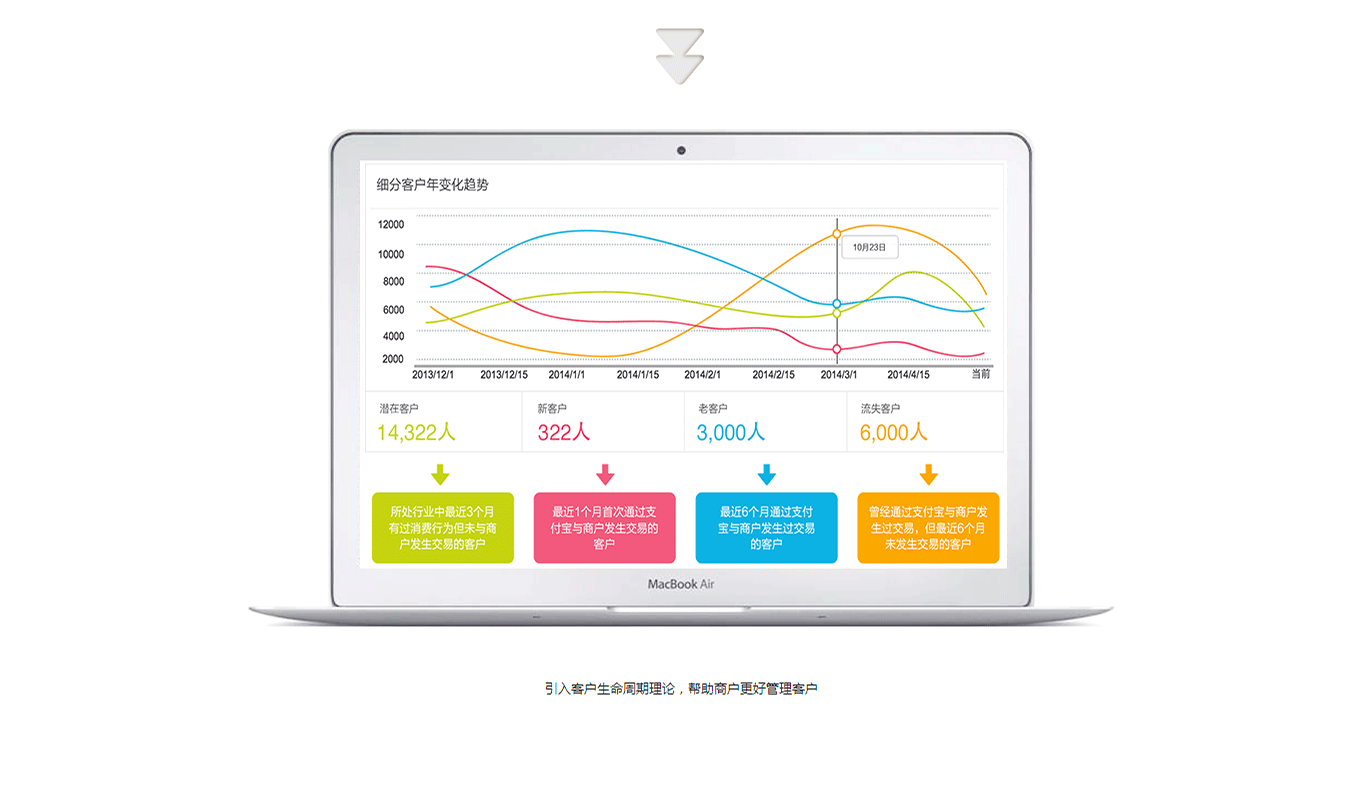 细分客户年变化趋势
12000
10000
8000
6000
4000
2000
10月23日
2013/12/1 2013/12/15 2014/1/1 2014/1/15 2014/2/1 2014/2/15 2014/3/1 2014/4/15 当前
潜在客户 新客户 老客户 流失客户
14,322人 322人 3,000人 6,000人
所处行业中最近3个月
有过消费行为但未与商
户发生交易的客户
最近1个月首次通过支
付宝与商户发生交易的
客户
最近6个月通过支付
宝与商户发生过交易
的客户
曾经通过支付宝与商户发
生过交易，但最近6个月
未发生交易的客户
MacBook Air
引入客户生命周期理论，帮助商户更好管理客户